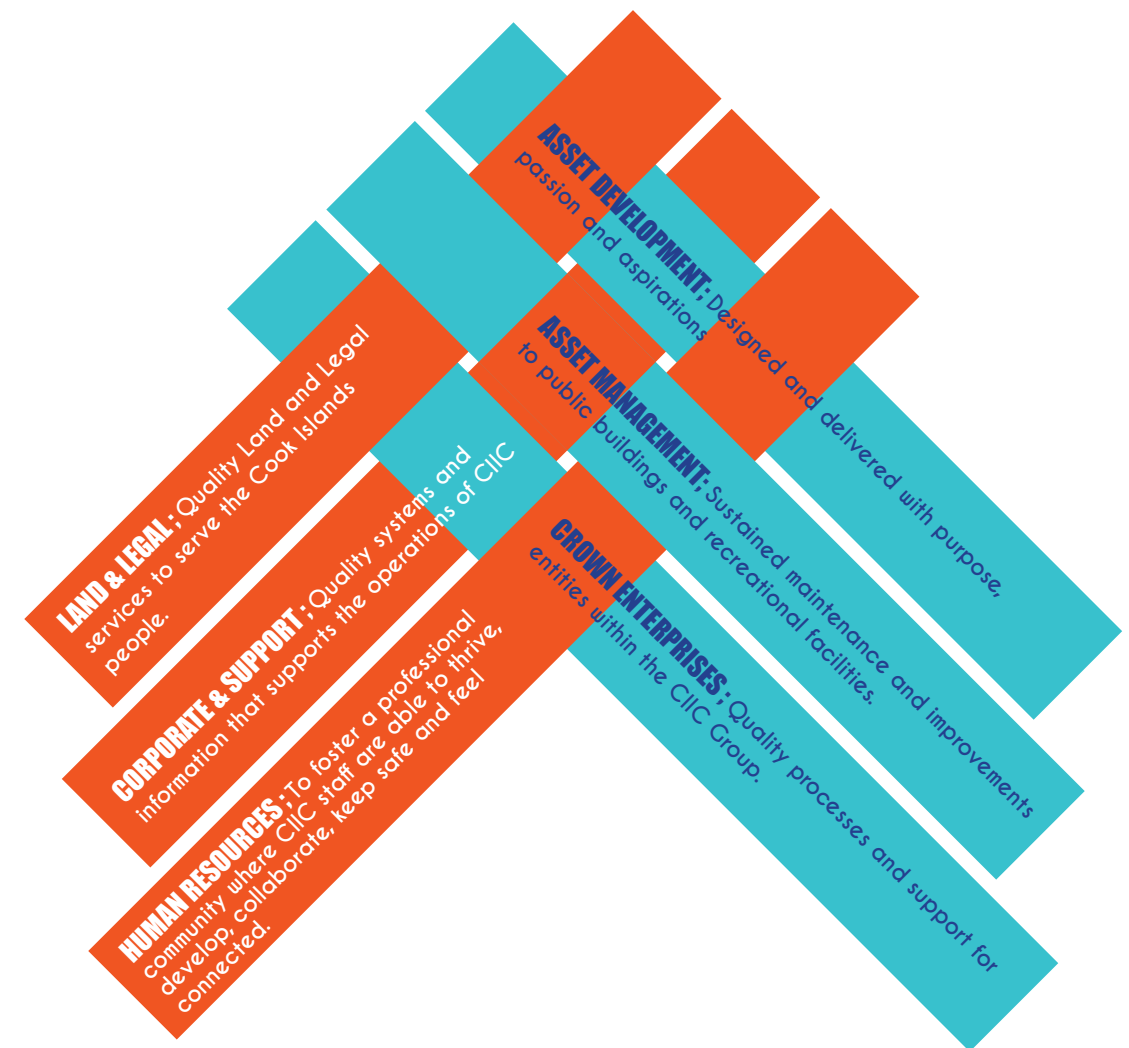 LAND & LEGAL ; Quality Land and Legal
services to serve the Cook Islands
people.
CORPORATE & SUPPORT ; Quality systems and
information that supports the operations of CIIC
HUMAN RESOURCES ; To foster a professional
community where CIIC staff are able to thrive,
develop, collaborate, keep safe and feel
connected.
ASSET DEVELOPMENT ; Designed and delivered with purpose,
passion and aspirations
ASSET MANAGEMENT; Sustained maintenance and improvements
to public buildings and recreational facilities.
CROWN ENTERPRISES ; Quality processes and support for
entities within the CIIC Group.